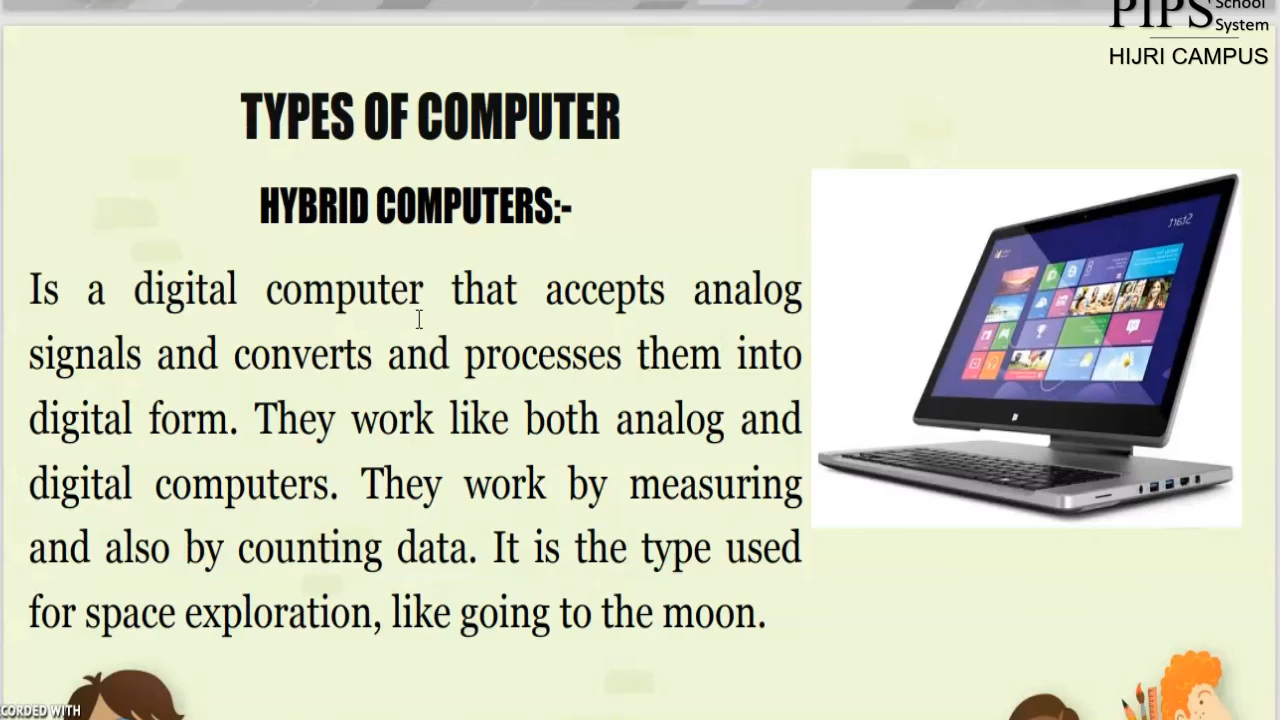 PIPS School
System
HIJRI CAMPUS
TYPES OF COMPUTER
HYBRID COMPUTERS:-
Is a digital computer that accepts analog
signals and converts and processes them into
digital form. They work like both analog and
digital computers. They work by measuring
and also by counting data. It is the type used
for space exploration, like going to the moon.
Start
CORDED WITH